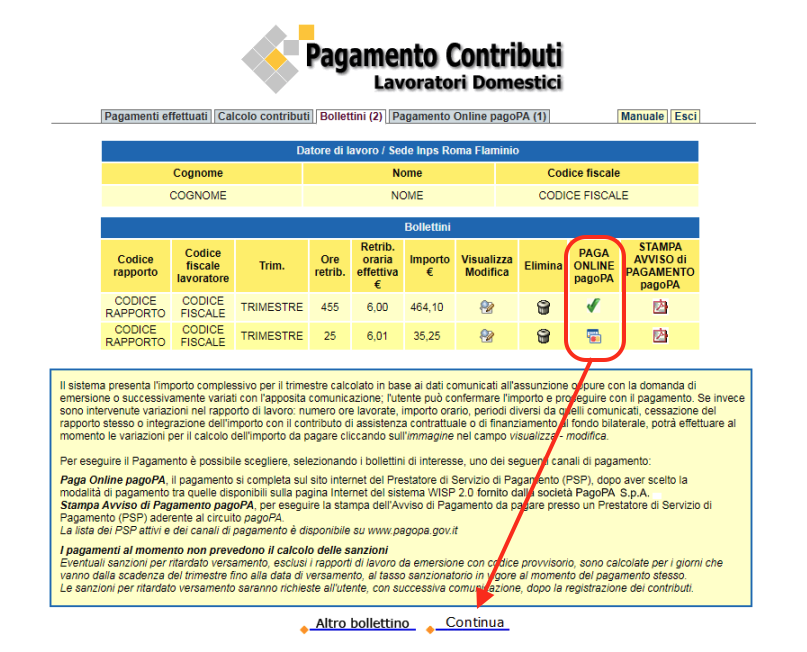 Pagamento Contributi
Lavoratori Domestici
Pagamenti effettuati Calcolo contributi Bollettini (2) Pagamento Online pagoPA (1) Manuale Esci
Datore di lavoro / Sede Inps Roma Flaminio
Cognome Nome Codice fiscale
COGNOME NOME CODICE FISCALE
Bollettini
Codice rapporto Codice fiscale lavoratore Trim. Ore retrib. Retrib. oraria effettiva € Importo € Visualizza Modifica Elimina PAGA ONLINE pagoPA STAMPA AVVISO di PAGAMENTO pagoPA
CODICE RAPPORTO CODICE FISCALE TRIMESTRE 455 6,00 464,10
CODICE RAPPORTO CODICE FISCALE TRIMESTRE 25 6,01 35,25
Il sistema presenta l'importo complessivo per il trimestre calcolato in base ai dati comunicati all'assunzione oppure con la domanda di
emersione o successivamente variati con l'apposita comunicazione; l'utente può confermare l'importo e proseguire con il pagamento. Se invece
sono intervenute variazioni nel rapporto di lavoro: numero ore lavorate, importo orario, periodi diversi da quelli comunicati, cessazione del
rapporto stesso o integrazione dell'importo con il contributo di assistenza contrattuale o di finanziamento al fondo bilaterale, potrà effettuare al
momento le variazioni per il calcolo dell'importo da pagare cliccando sull'immagine nel campo visualizza - modifica.
Per eseguire il Pagamento è possibile scegliere, selezionando i bollettini di interesse, uno dei seguenti canali di pagamento:
Paga Online pagoPA, il pagamento si completa sul sito internet del Prestatore di Servizio di Pagamento (PSP), dopo aver scelto la
modalità di pagamento tra quelle disponibili sulla pagina Internet del sistema WISP 2.0 fornito dalla società PagoPA S.p.A.
Stampa Avviso di Pagamento pagoPA, per eseguire la stampa dell'Avviso di Pagamento da pagare presso un Prestatore di Servizio di
Pagamento (PSP) aderente al circuito pagoPA.
La lista dei PSP attivi e dei canali di pagamento è disponibile su www.pagopa.gov.it
I pagamenti al momento non prevedono il calcolo delle sanzioni
Eventuali sanzioni per ritardato versamento, esclusi i rapporti di lavoro da emersione con codice provvisorio, sono calcolate per i giorni che
vanno dalla scadenza del trimestre fino alla data di versamento, al tasso sanzionatorio in vigore al momento del pagamento stesso.
Le sanzioni per ritardato versamento saranno richieste all'utente, con successiva comunicazione, dopo la registrazione dei contributi.
Altro bollettino Continua